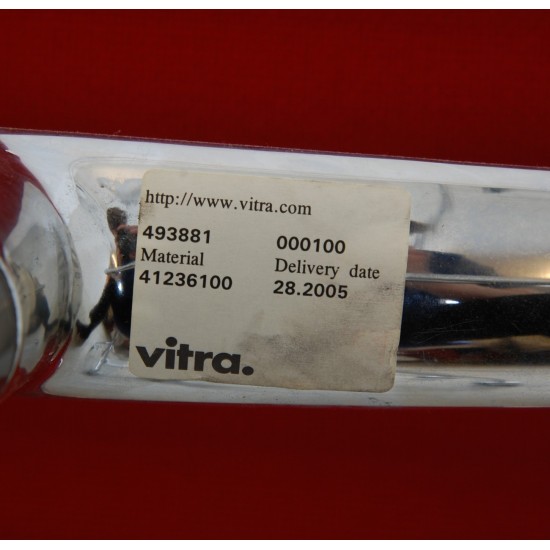 http://www.vitra.com
493881 000100
Material Delivery date
41236100 28.2005
vitra.